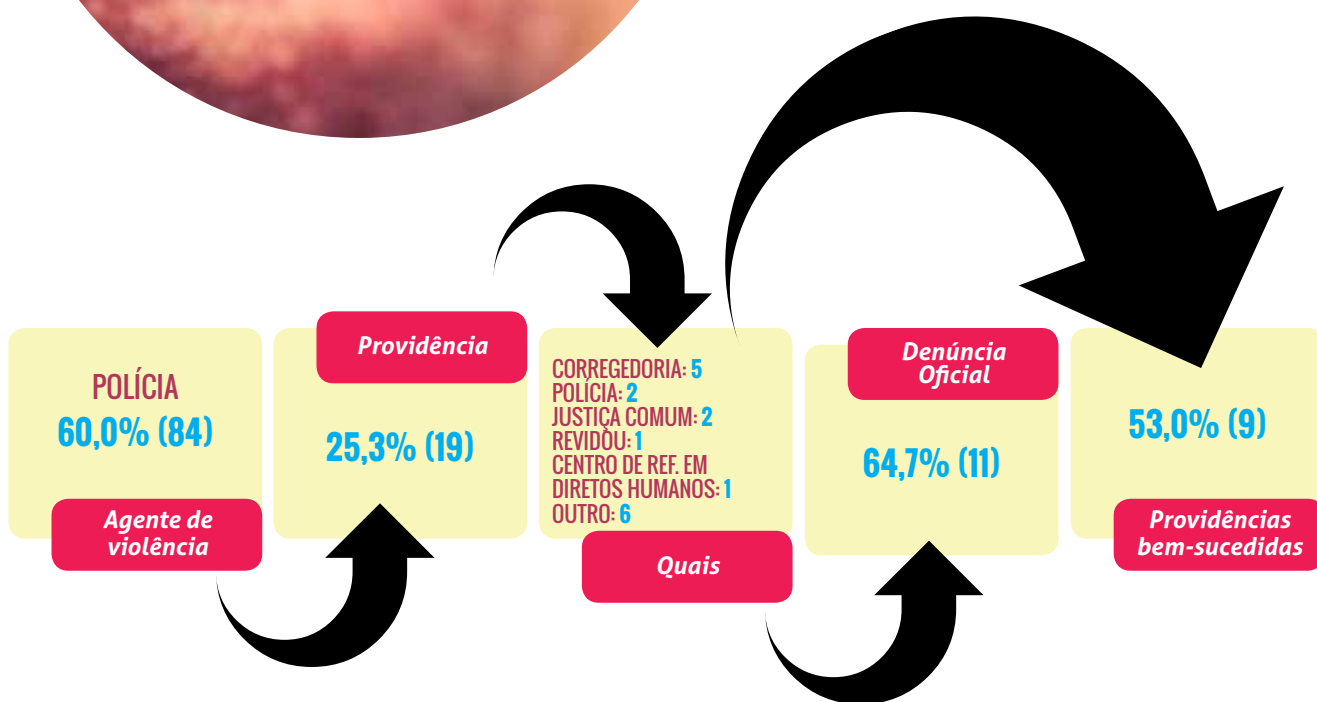 POLÍCIA
60,0% (84)
Agente de
violência
Providência
25,3% (19)
CORREGEDORIA: 5
POLÍCIA: 2
JUSTIÇA COMUM: 2
REVIDOU: 1
CENTRO DE REF. EM
DIRETOS HUMANOS: 1
OUTRO: 6
Quais
Denúncia
Oficial
64,7% (11)
53,0% (9)
Providências
bem-sucedidas